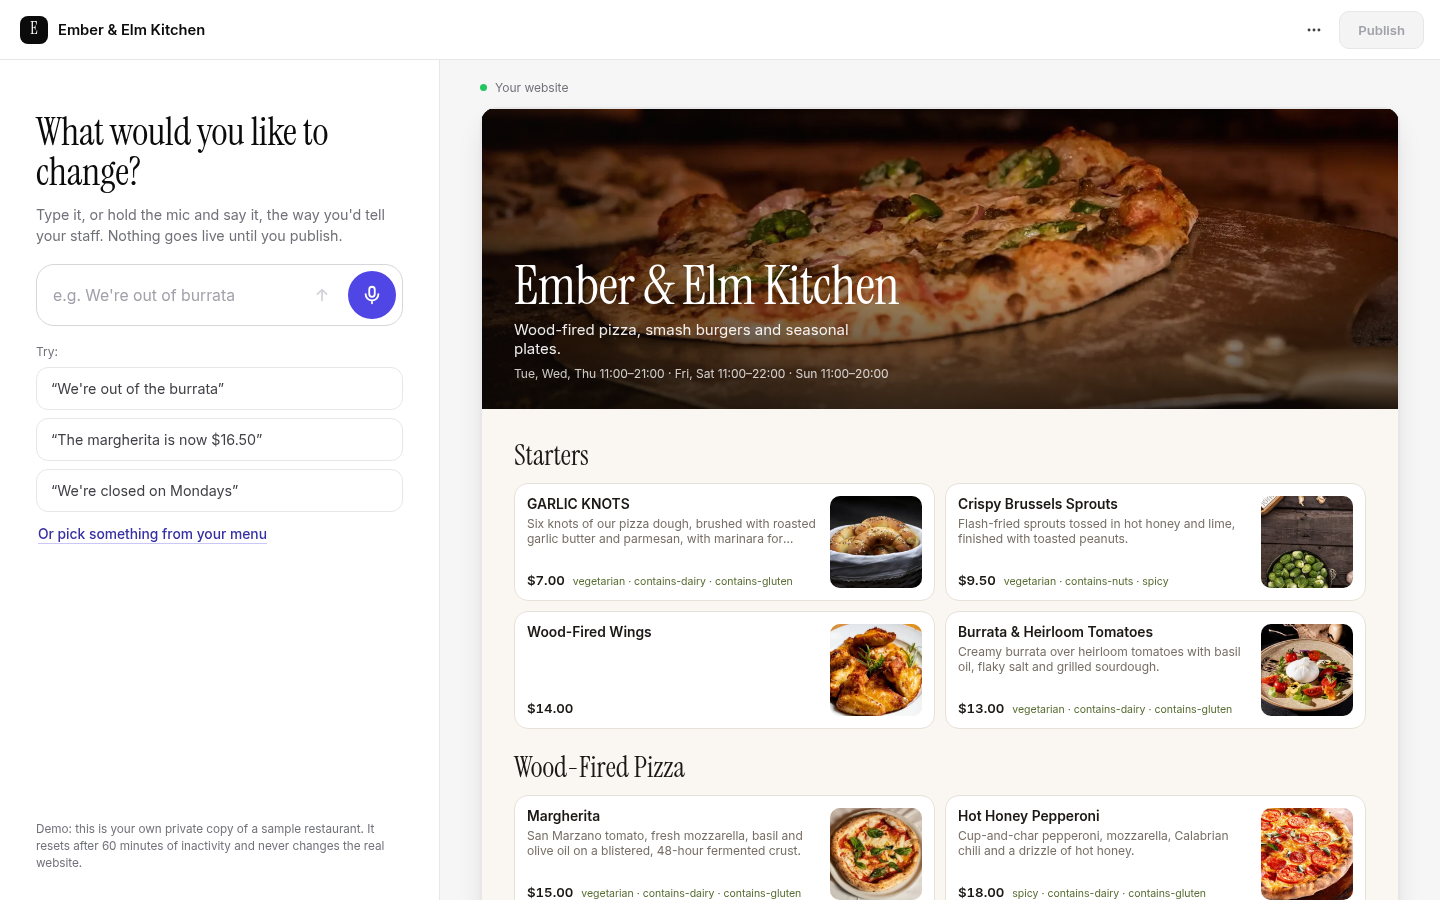 E
Ember & Elm Kitchen
Publish
What would you like to
change?
Type it, or hold the mic and say it, the way you'd tell
your staff. Nothing goes live until you publish.
e.g. We're out of burrata
Try:
“We're out of the burrata”
“The margherita is now $16.50”
“We're closed on Mondays”
Or pick something from your menu
Demo: this is your own private copy of a sample restaurant. It
resets after 60 minutes of inactivity and never changes the real
website.
Your website
Ember & Elm Kitchen
Wood-fired pizza, smash burgers and seasonal
plates.
Tue, Wed, Thu 11:00–21:00 · Fri, Sat 11:00–22:00 · Sun 11:00–20:00
Starters
GARLIC KNOTS
Six knots of our pizza dough, brushed with roasted
garlic butter and parmesan, with marinara for...
$7.00 vegetarian · contains-dairy · contains-gluten
Crispy Brussels Sprouts
Flash-fried sprouts tossed in hot honey and lime,
finished with toasted peanuts.
$9.50 vegetarian · contains-nuts · spicy
Wood-Fired Wings
$14.00
Burrata & Heirloom Tomatoes
Creamy burrata over heirloom tomatoes with basil
oil, flaky salt and grilled sourdough.
$13.00 vegetarian · contains-dairy · contains-gluten
Wood-Fired Pizza
Margherita
San Marzano tomato, fresh mozzarella, basil and
olive oil on a blistered, 48-hour fermented crust.
$15.00 vegetarian · contains-dairy · contains-gluten
Hot Honey Pepperoni
Cup-and-char pepperoni, mozzarella, Calabrian
chili and a drizzle of hot honey.
$18.00 spicy · contains-dairy · contains-gluten